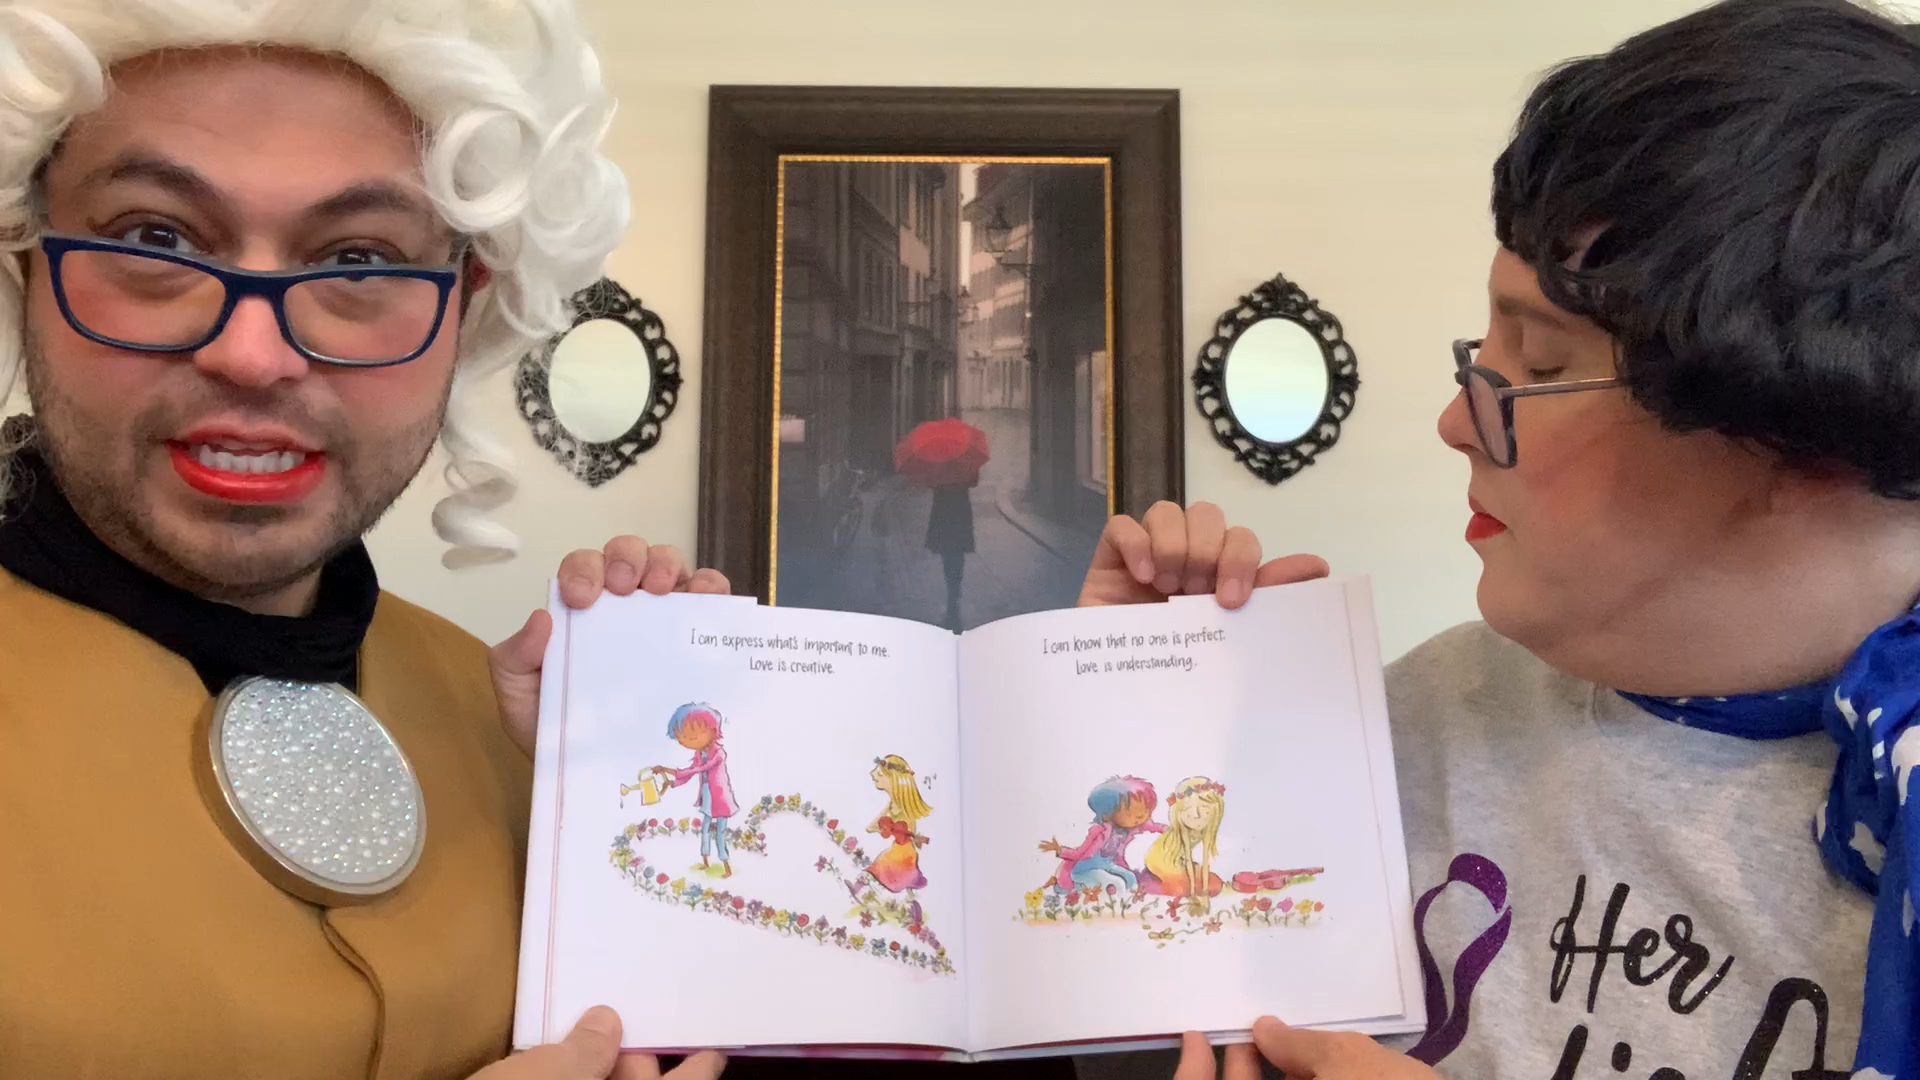 I can express what's important to me.
Love is creative.
I can know that no one is perfect.
Love is understanding.
Her